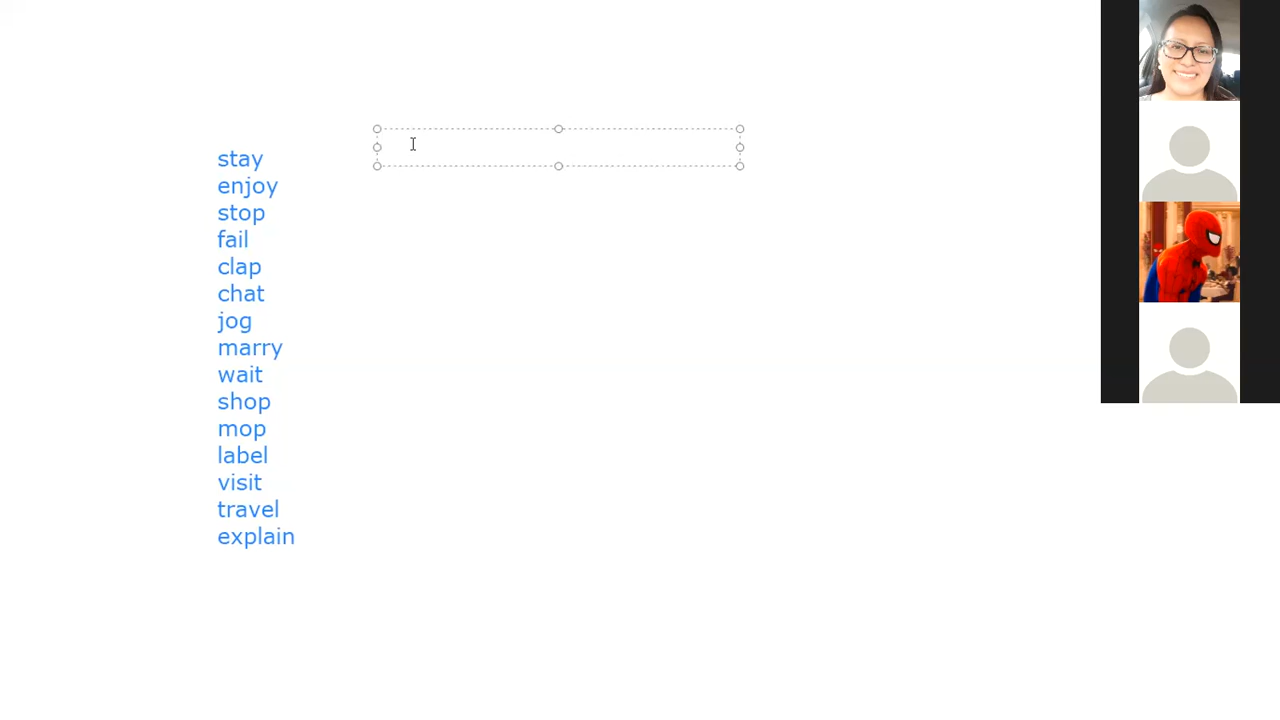 stay
enjoy
stop
fail
clap
chat
jog
marry
wait
shop
mop
label
visit
travel
explain